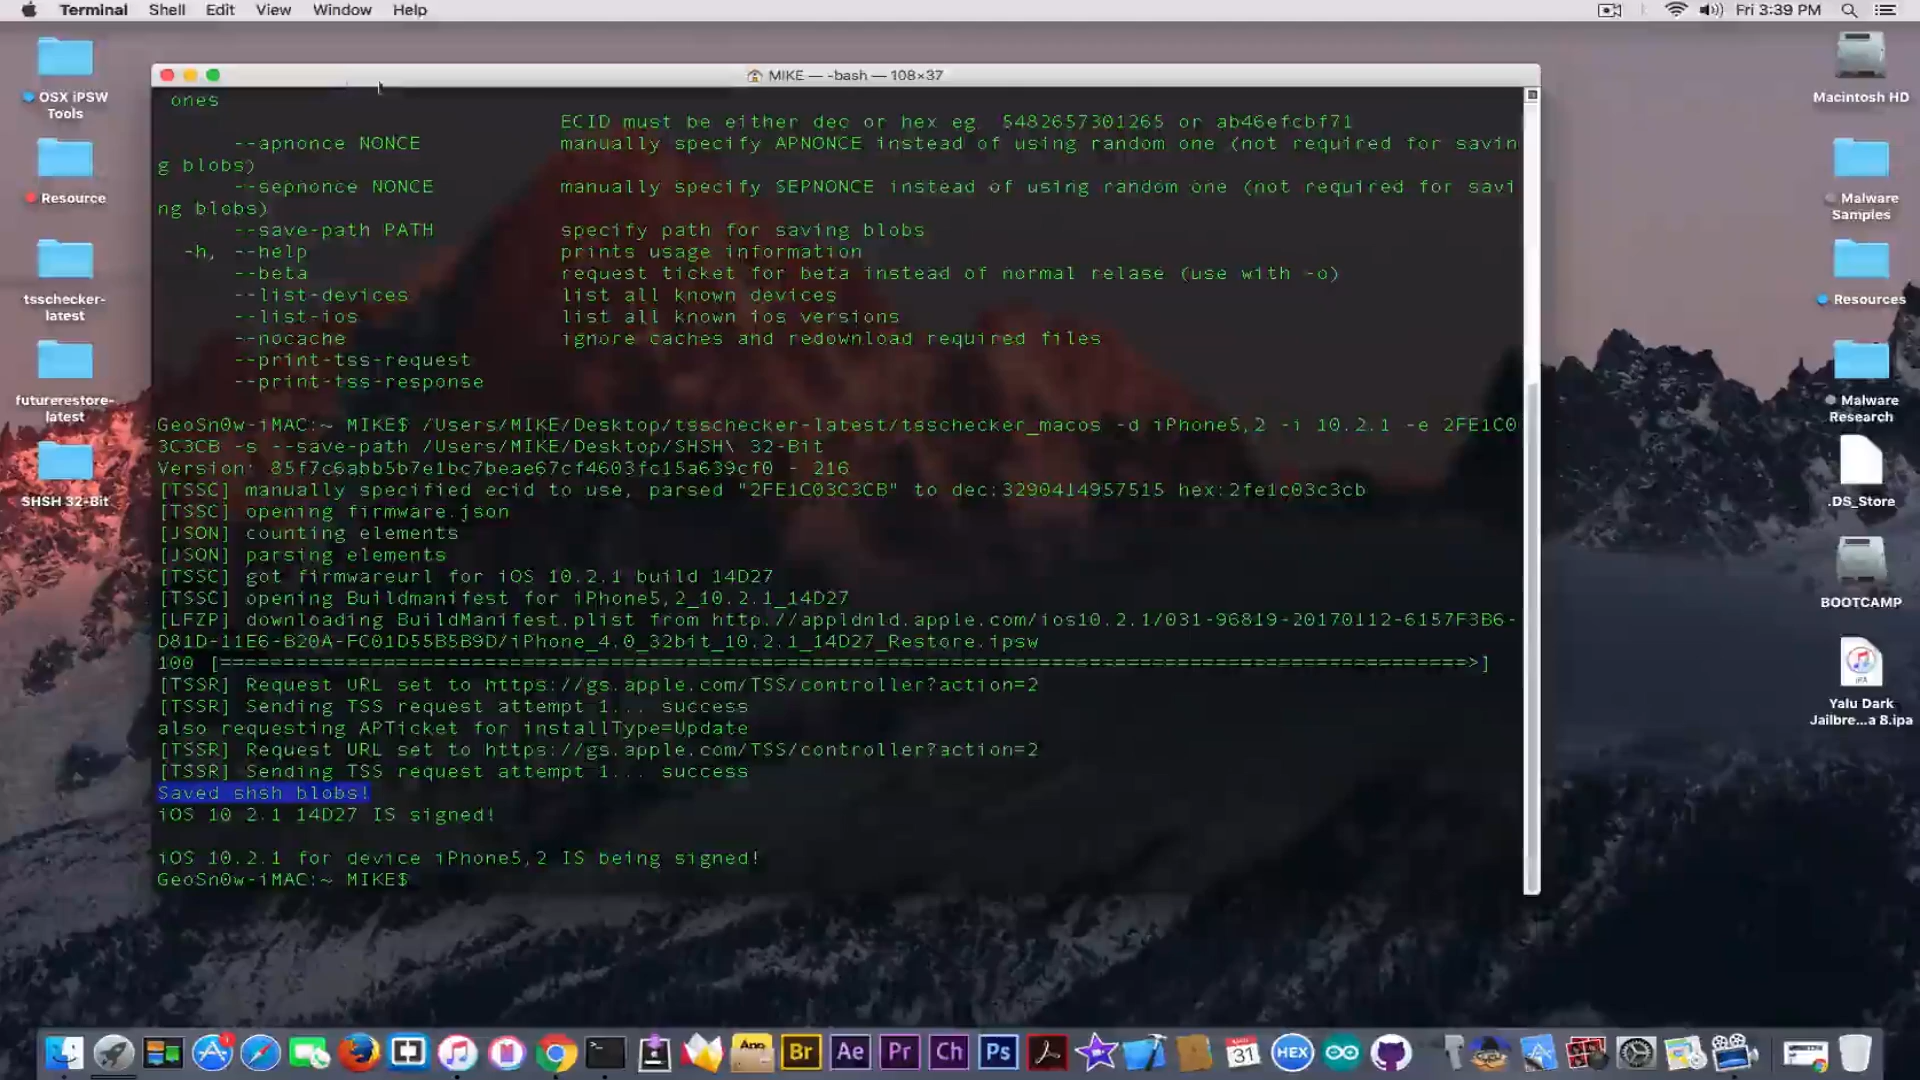 Terminal Shell Edit View Window Help Fri 3:39 PM
MIKE — -bash — 108×37
ones
ECID must be either dec or hex eg. 5482657301265 or ab46efcbf71
--apnonce NONCE manually specify APNONCE instead of using random one (not required for savin
g blobs)
--sepnonce NONCE manually specify SEPNONCE instead of using random one (not required for savi
ng blobs)
--save-path PATH specify path for saving blobs
-h, --help prints usage information
--beta request ticket for beta instead of normal relase (use with -o)
--list-devices list all known devices
--list-ios list all known ios versions
--nocache ignore caches and redownload required files
--print-tss-request
--print-tss-response
GeoSn0w-iMAC:~ MIKE$ /Users/MIKE/Desktop/tsschecker-latest/tsschecker_macos -d iPhone5,2 -i 10.2.1 -e 2FE1C0
3C3CB -s --save-path /Users/MIKE/Desktop/SHSH\ 32-Bit
Version: 85f7c6abb5b7e1bc7beae67cf4603fc15a639cf0 - 216
[TSSC] manually specified ecid to use, parsed "2FE1C03C3CB" to dec:3290414957515 hex:2fe1c03c3cb
[TSSC] opening firmware.json
[JSON] counting elements
[JSON] parsing elements
[TSSC] got firmwareurl for iOS 10.2.1 build 14D27
[TSSC] opening Buildmanifest for iPhone5,2_10.2.1_14D27
[LFZP] downloading BuildManifest.plist from http://appldnld.apple.com/ios10.2.1/031-96819-20170112-6157F3B6-
D81D-11E6-B20A-FC01D55B5B9D/iPhone_4.0_32bit_10.2.1_14D27_Restore.ipsw
100 [===================================================================================================>]
[TSSR] Request URL set to https://gs.apple.com/TSS/controller?action=2
[TSSR] Sending TSS request attempt 1... success
also requesting APTicket for installType=Update
[TSSR] Request URL set to https://gs.apple.com/TSS/controller?action=2
[TSSR] Sending TSS request attempt 1... success
Saved shsh blobs!
iOS 10 2.1 14D27 IS signed!
iOS 10.2.1 for device iPhone5,2 IS being signed!
GeoSn0w-iMAC:~ MIKE$
OSX iPSW
Tools
Resource
tsschecker-
latest
futurerestore-
latest
SHSH 32-Bit
Macintosh HD
Malware
Samples
Resources
Malware
Research
.DS_Store
BOOTCAMP
Yalu Dark
Jailbre...a 8.ipa
Br Ae Pr Ch Ps 31 HEX